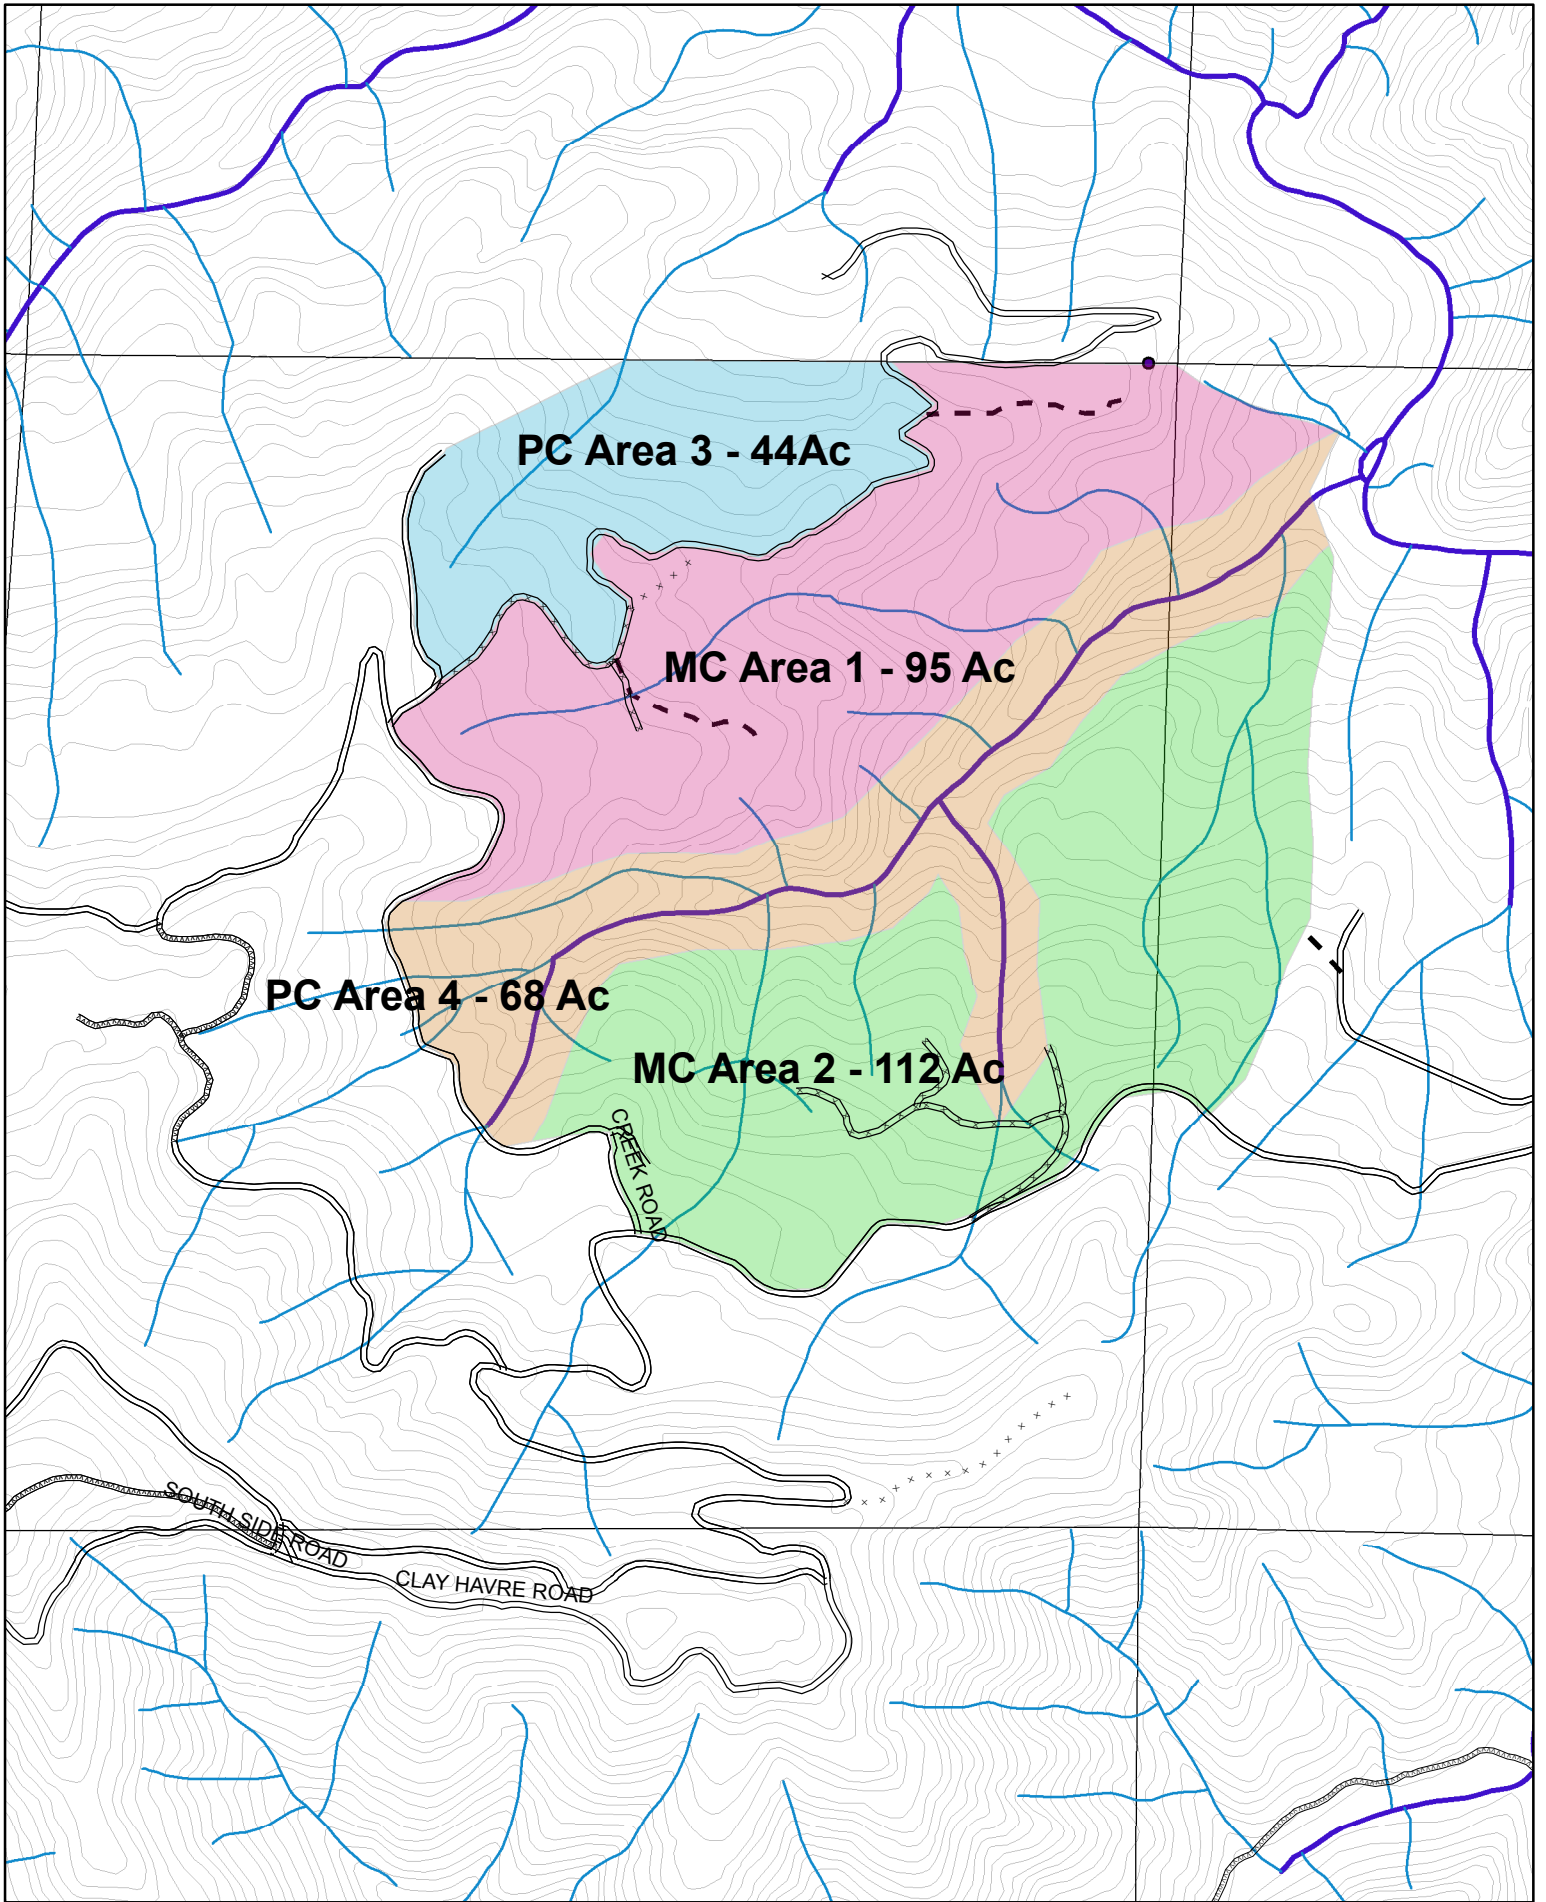 PC Area 3 - 44Ac
MC Area 1 - 95 Ac
PC Area 4 - 68 Ac
MC Area 2 - 112 Ac
CREEK ROAD
SOUTH SIDE ROAD
CLAY HAVRE ROAD